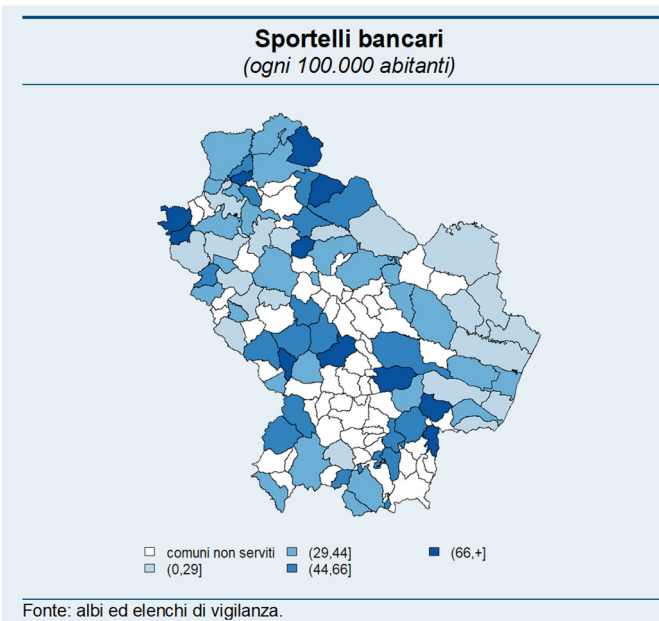 Sportelli bancari
(ogni 100.000 abitanti)
comuni non serviti (29,44] (66,+]
(0,29] (44,66]
Fonte: albi ed elenchi di vigilanza.